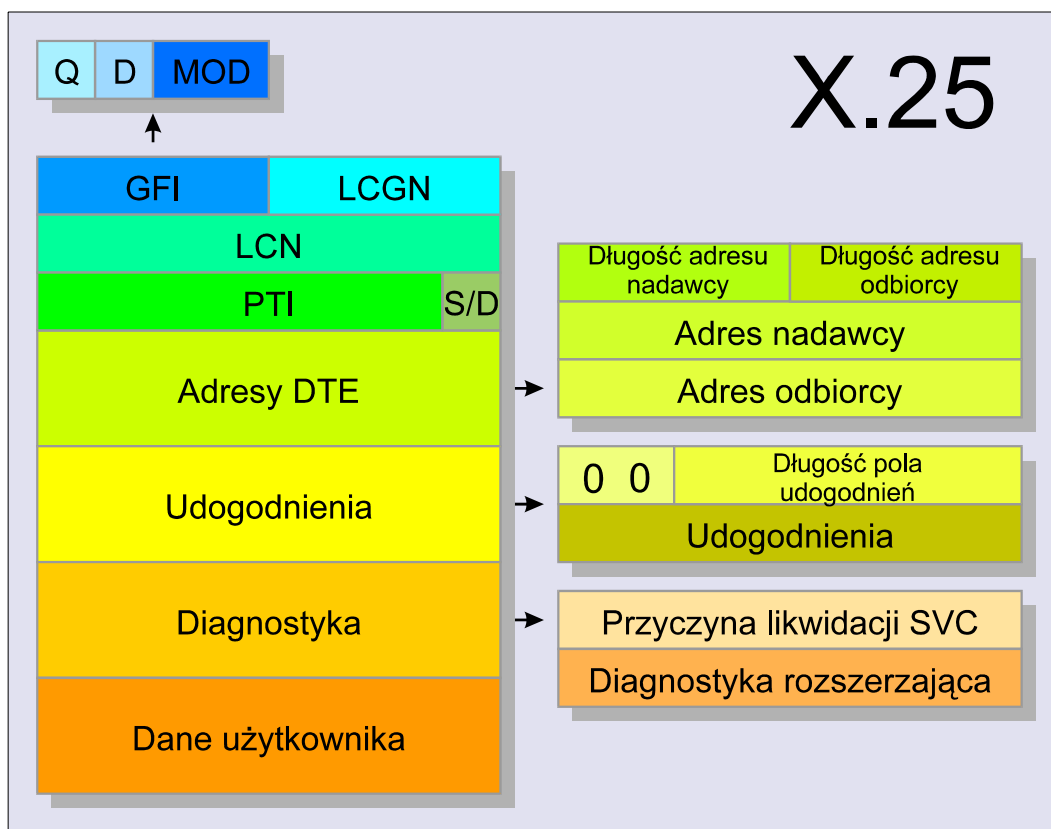 Q D MOD
X.25
GFI LCGN
LCN
PTI S/D
Adresy DTE
Udogodnienia
Diagnostyka
Dane użytkownika
Długość adresu
nadawcy
Długość adresu
odbiorcy
Adres nadawcy
Adres odbiorcy
0 0
Długość pola
udogodnień
Udogodnienia
Przyczyna likwidacji SVC
Diagnostyka rozszerzająca